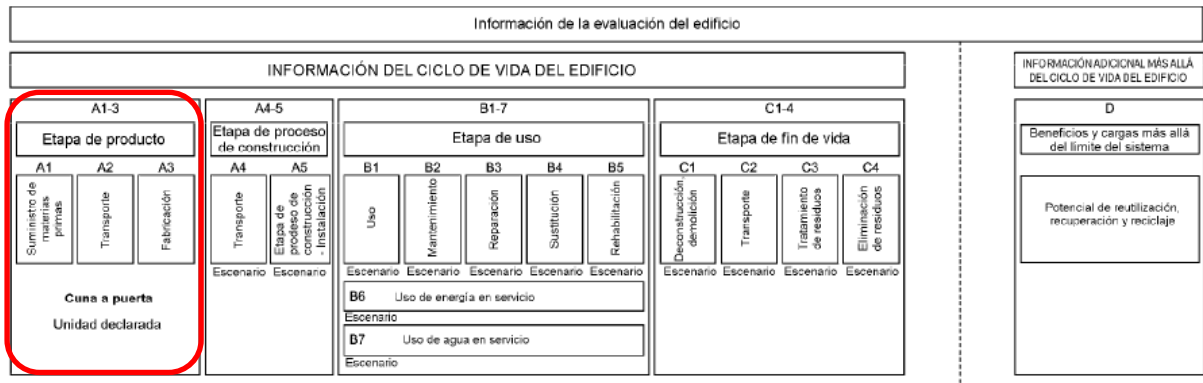 Información de la evaluación del edificio
INFORMACIÓN DEL CICLO DE VIDA DEL EDIFICIO
INFORMACIÓN ADICIONAL MÁS ALLÁ
DEL CICLO DE VIDA DEL EDIFICIO
A1-3
Etapa de producto
A1
Suministro de
materias
primas
A2
Transporte
A3
Fabricación
Cuna a puerta
Unidad declarada
A4-5
Etapa de proceso
de construcción
A4
Transporte
Escenario
A5
Etapa de
prodeso de
construcción
- Instalación
Escenario
B1-7
Etapa de uso
B1
Uso
Escenario
B2
Mantenimiento
Escenario
B3
Reparación
Escenario
B4
Sustitución
Escenario
B5
Rehabilitación
Escenario
B6 Uso de energía en servicio
Escenario
B7 Uso de agua en servicio
Escenario
C1-4
Etapa de fin de vida
C1
Deconstrucción,
demolición
Escenario
C2
Transporte
Escenario
C3
Tratamiento
de residuos
Escenario
C4
Eliminación
de residuos
Escenario
D
Beneficios y cargas más allá
del límite del sistema
Potencial de reutilización,
recuperación y reciclaje